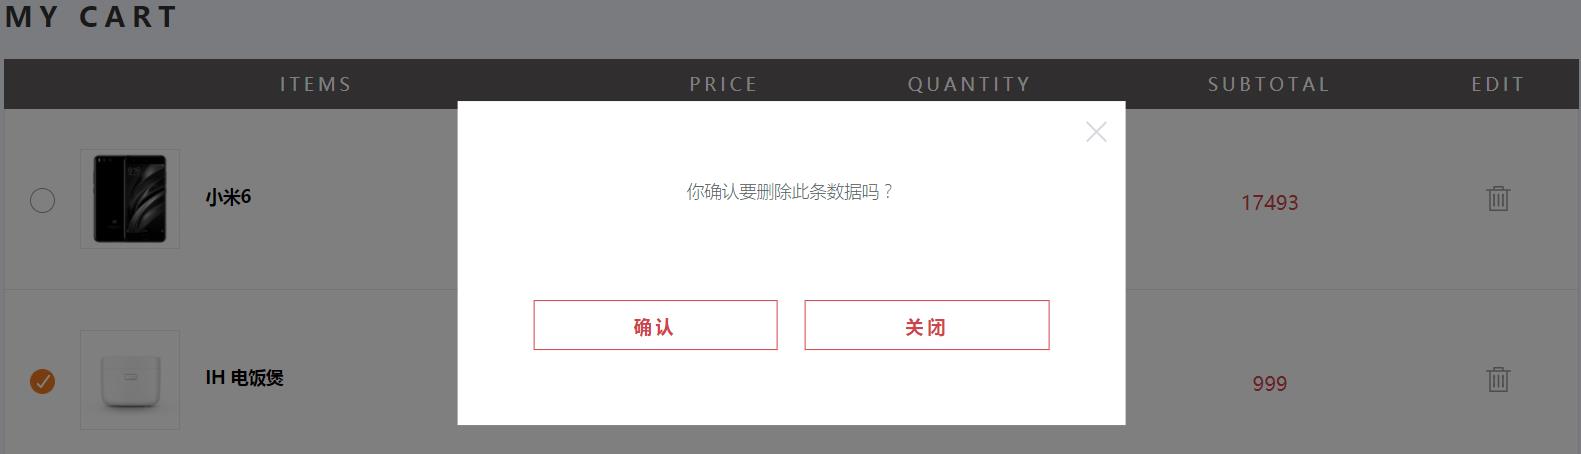 MY CART
ITEMS PRICE QUANTITY SUBTOTAL EDIT
你确认要删除此条数据吗？
小米6 17493
确认 关闭
IH 电饭煲 999